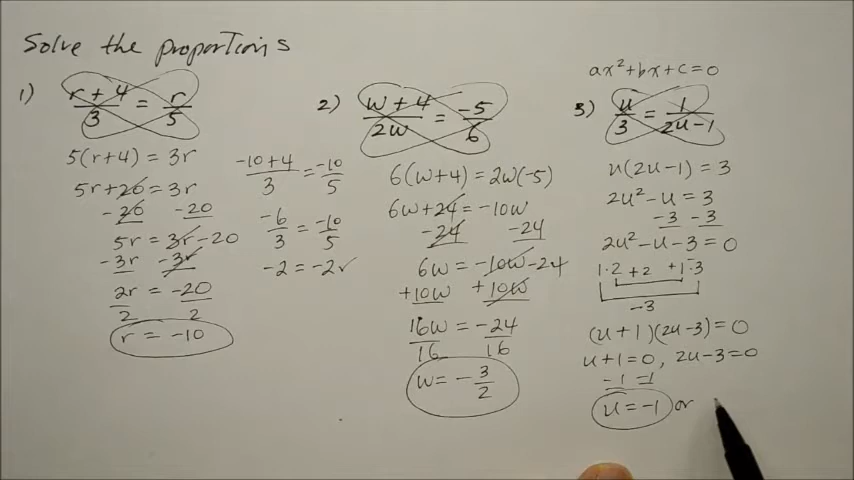 Solve the proportions
1) r + 4 / 3 = r / 5
5(r+4) = 3r
5r+20 = 3r
-20 -20
5r = 3r-20
-3r -3r
2r = -20
2 2
r = -10
-10+4 / 3 = -10 / 5
-6 / 3 = -10 / 5
-2 = -2 ✓
2) w + 4 / 2w = -5 / 6
6(w+4) = 2w(-5)
6w+24 = -10w
-24 -24
6w = -10w-24
+10w +10w
16w = -24
16 16
w = - 3 / 2
ax²+bx+c=0
3) u / 3 = 1 / 2u-1
u(2u-1) = 3
2u²-u = 3
-3 -3
2u²-u-3=0
1·2 +2 +1·-3
-3
(u+1)(2u-3)=0
u+1=0, 2u-3=0
-1 -1
u=-1 or